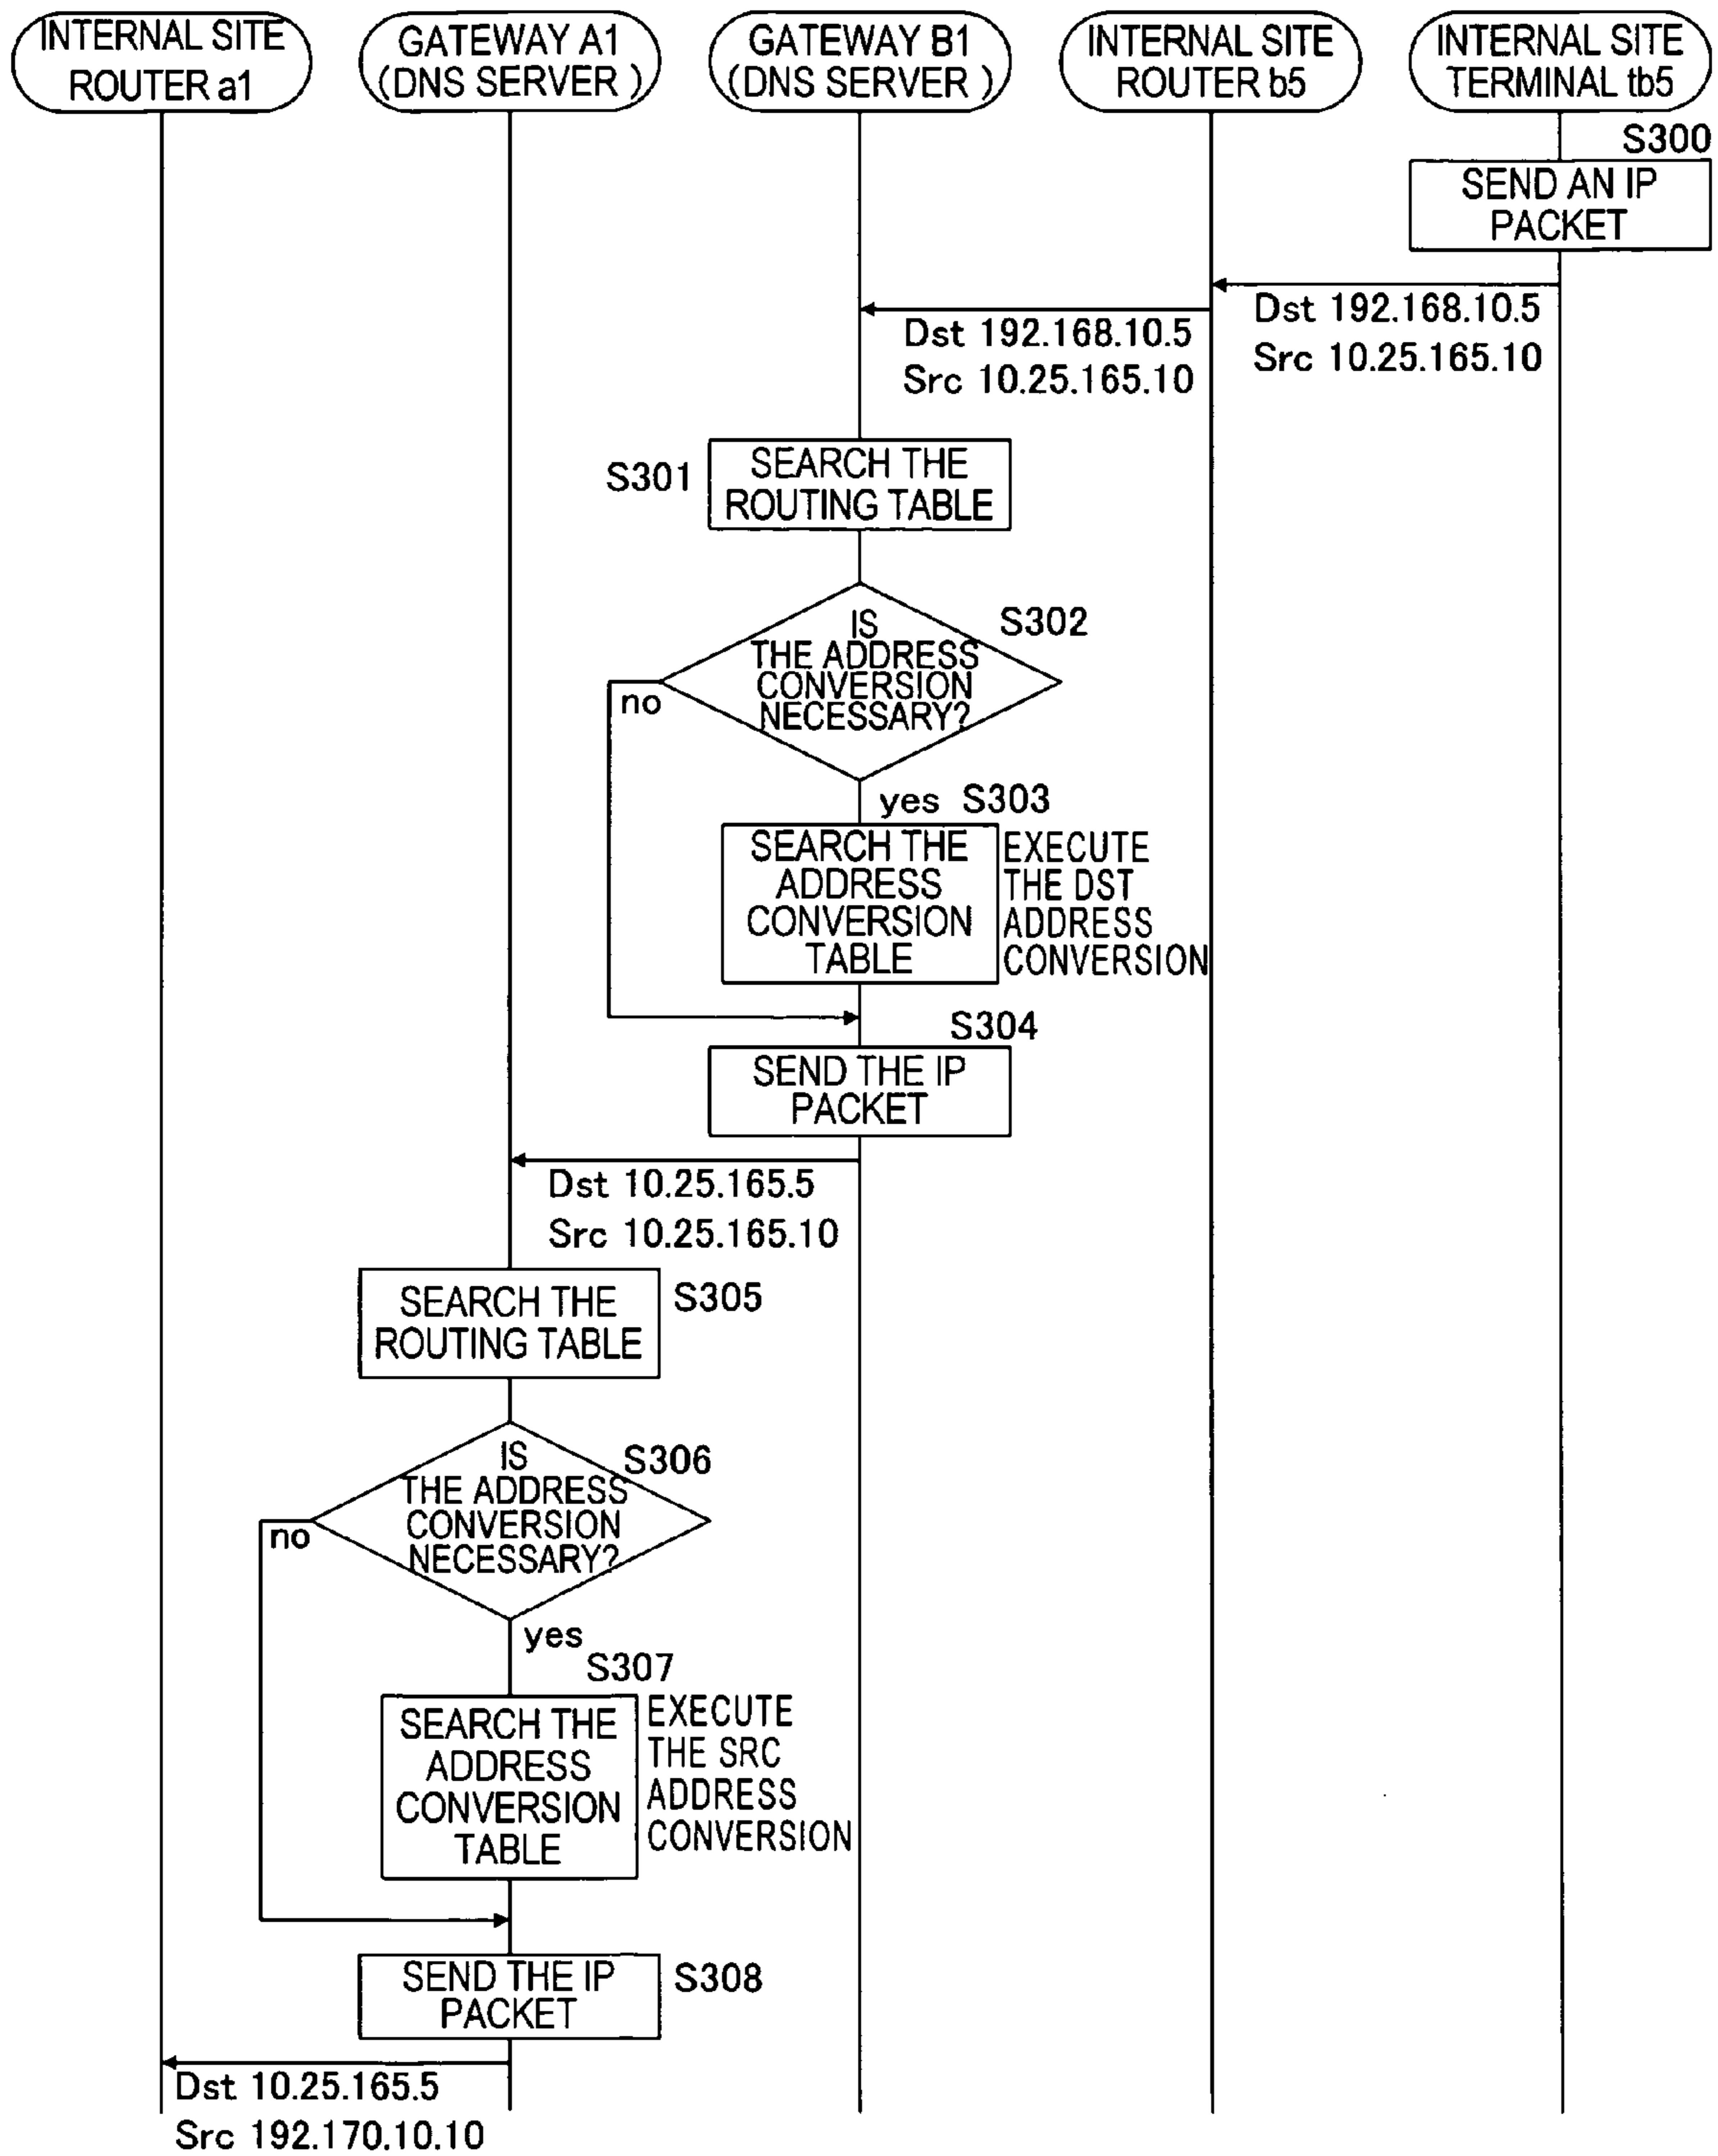 INTERNAL SITE
ROUTER a1
GATEWAY A1
(DNS SERVER )
GATEWAY B1
(DNS SERVER )
INTERNAL SITE
ROUTER b5
INTERNAL SITE
TERMINAL tb5
S300
SEND AN IP
PACKET
Dst 192.168.10.5
Src 10.25.165.10
Dst 192.168.10.5
Src 10.25.165.10
S301
SEARCH THE
ROUTING TABLE
S302
IS
THE ADDRESS
CONVERSION
NECESSARY?
no
yes
S303
SEARCH THE
ADDRESS
CONVERSION
TABLE
EXECUTE
THE DST
ADDRESS
CONVERSION
S304
SEND THE IP
PACKET
Dst 10.25.165.5
Src 10.25.165.10
SEARCH THE
ROUTING TABLE
S305
IS
THE ADDRESS
CONVERSION
NECESSARY?
S306
no
yes
S307
SEARCH THE
ADDRESS
CONVERSION
TABLE
EXECUTE
THE SRC
ADDRESS
CONVERSION
SEND THE IP
PACKET
S308
Dst 10.25.165.5
Src 192.170.10.10